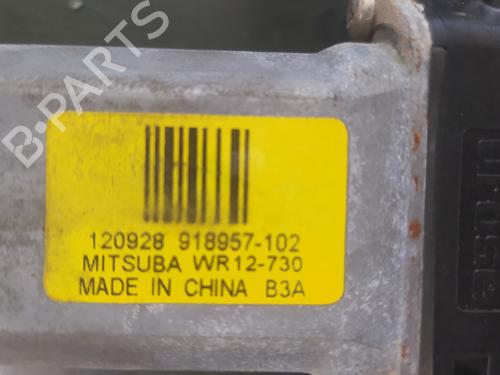 B-PARTS
120928 918957-102
MITSUBA WR12-730
MADE IN CHINA B3A